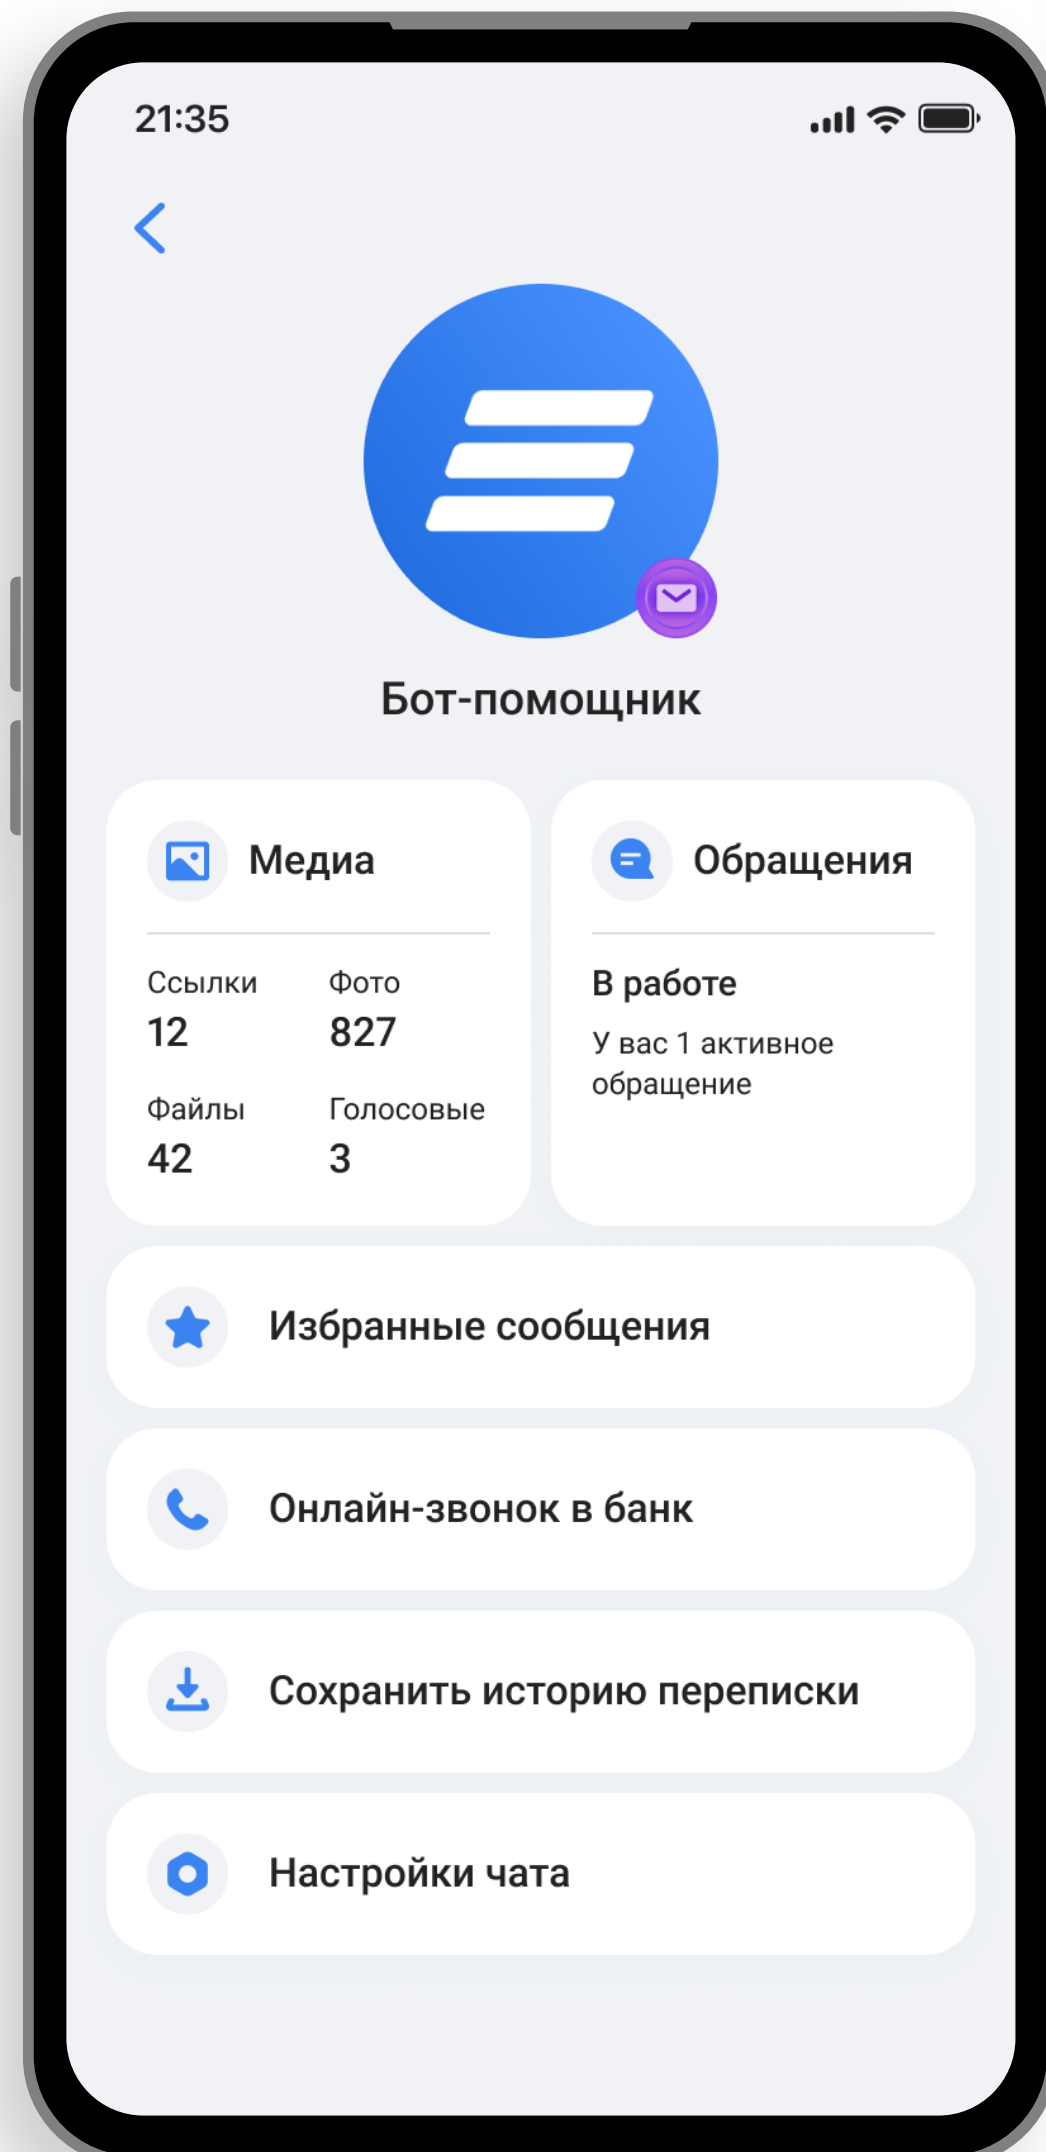 21:35
Бот-помощник
Медиа
Ссылки
12
Фото
827
Файлы
42
Голосовые
3
Обращения
В работе
У вас 1 активное
обращение
Избранные сообщения
Онлайн-звонок в банк
Сохранить историю переписки
Настройки чата